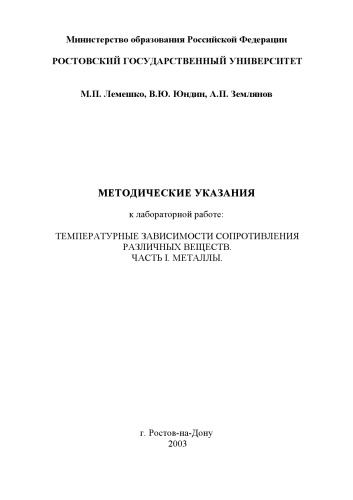 Министерство образования Российской Федерации
РОСТОВСКИЙ ГОСУДАРСТВЕННЫЙ УНИВЕРСИТЕТ
М.П. Лемешко, В.Ю. Юндин, А.П. Землянов
МЕТОДИЧЕСКИЕ УКАЗАНИЯ
к лабораторной работе:
ТЕМПЕРАТУРНЫЕ ЗАВИСИМОСТИ СОПРОТИВЛЕНИЯ
РАЗЛИЧНЫХ ВЕЩЕСТВ.
ЧАСТЬ I. МЕТАЛЛЫ.
г. Ростов-на-Дону
2003